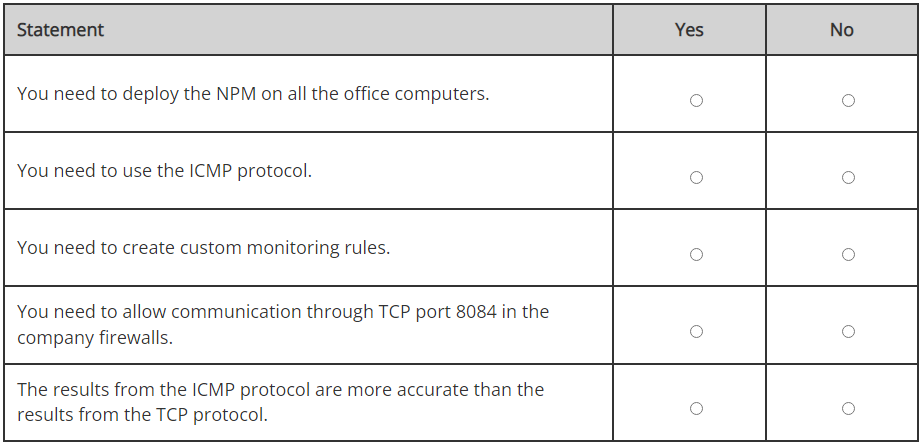 Statement Yes No
You need to deploy the NPM on all the office computers.
You need to use the ICMP protocol.
You need to create custom monitoring rules.
You need to allow communication through TCP port 8084 in the
company firewalls.
The results from the ICMP protocol are more accurate than the
results from the TCP protocol.